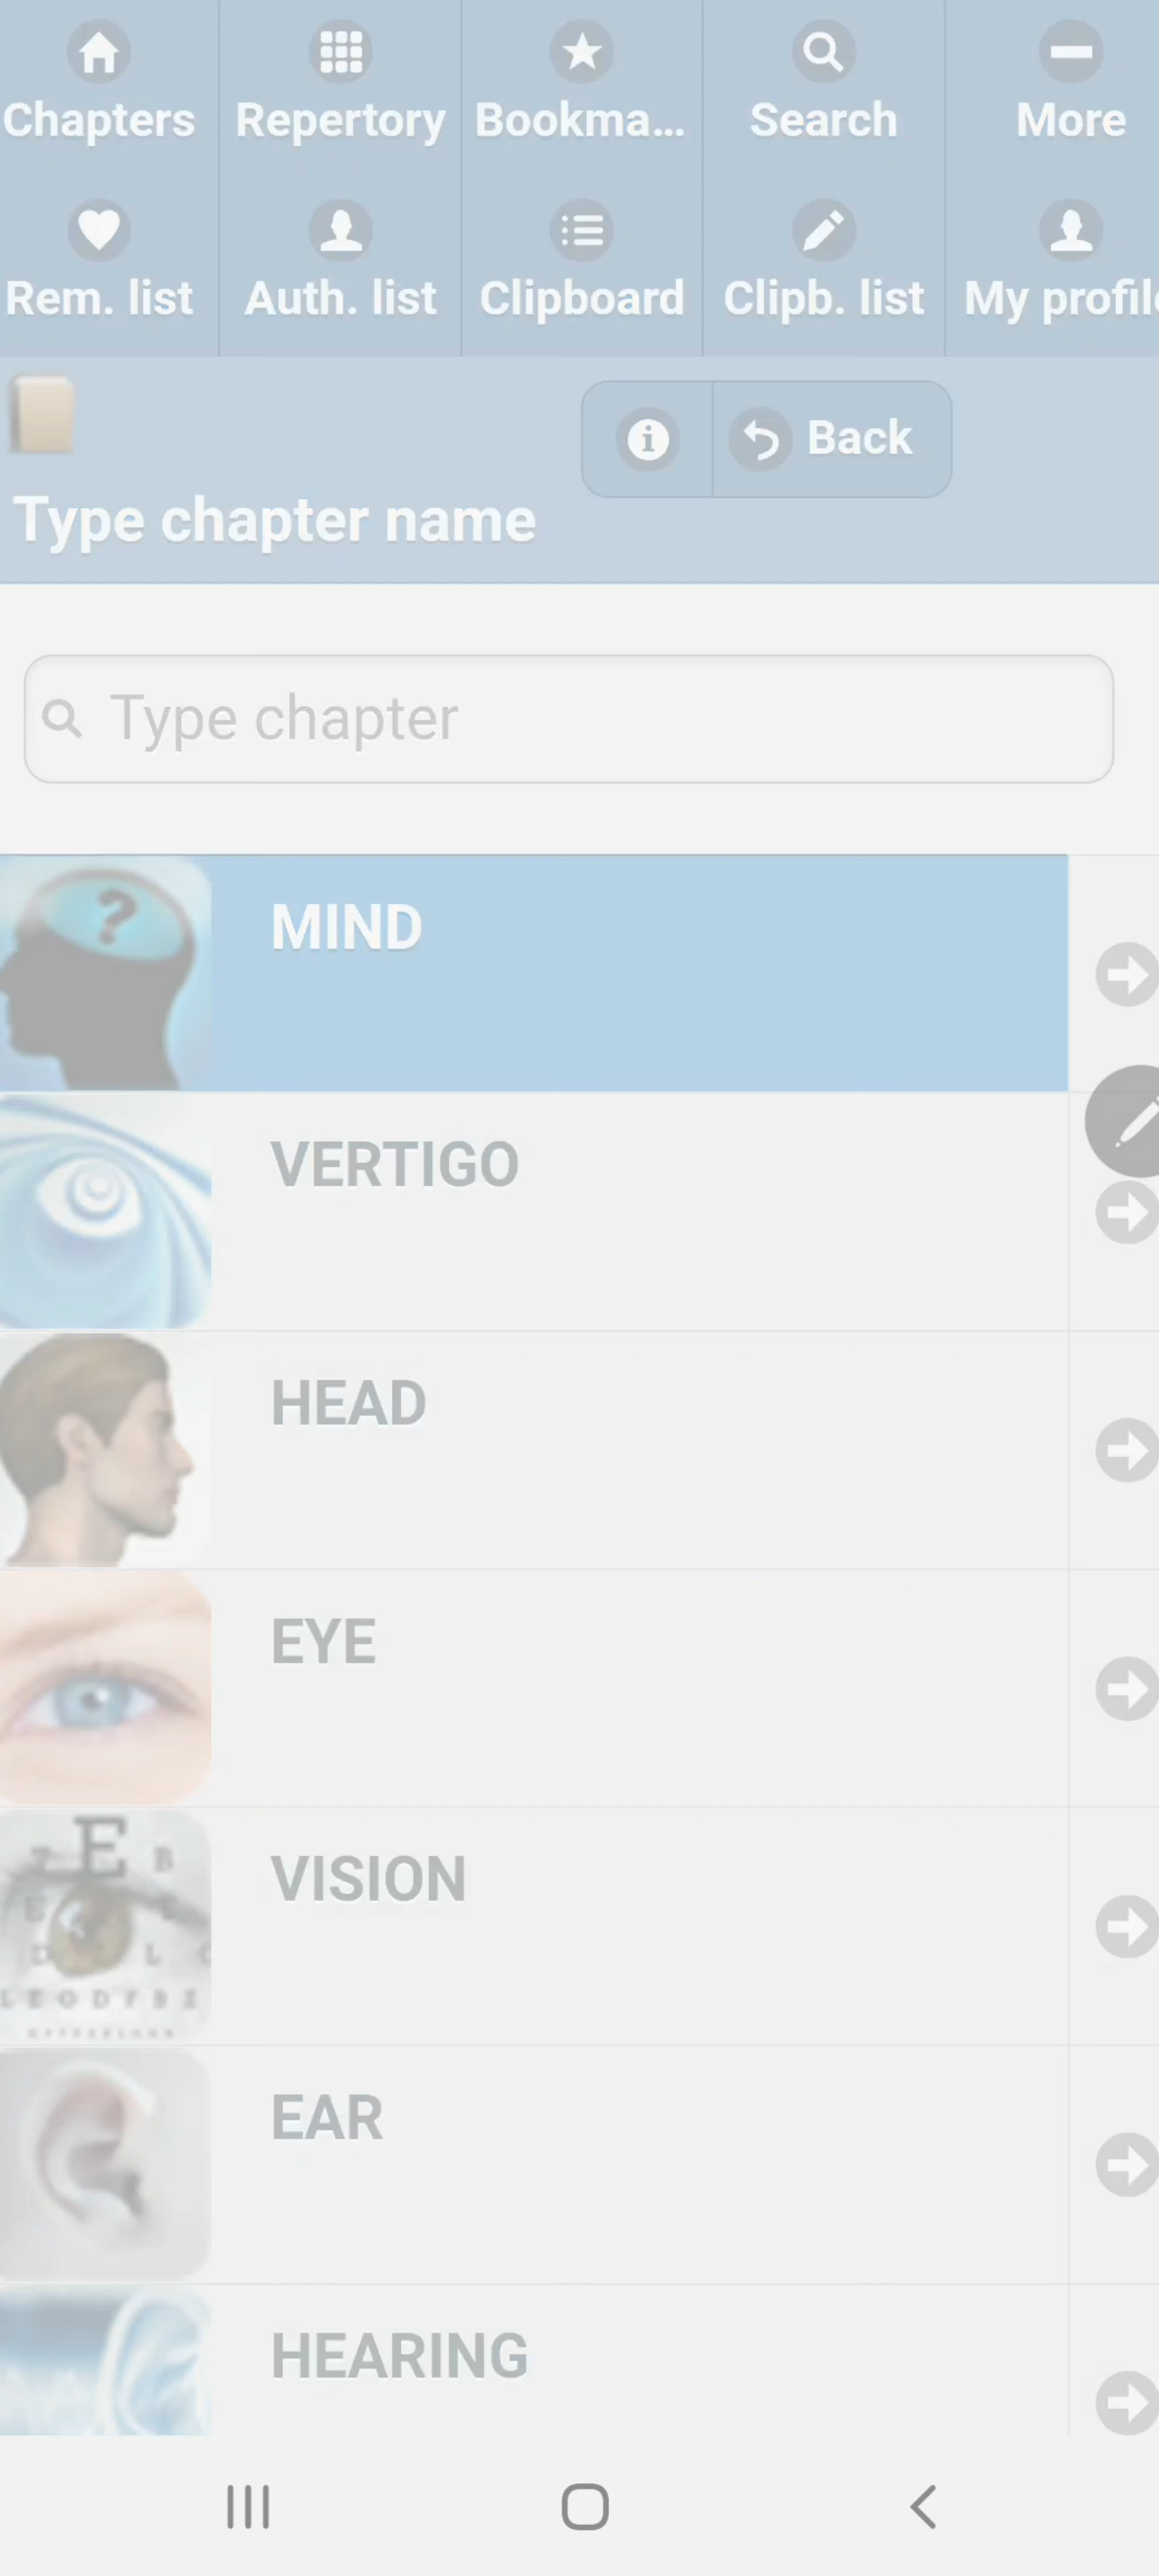 Chapters Repertory Bookma... Search More
Rem. list Auth. list Clipboard Clipb. list My profile
Back
Type chapter name
Type chapter
MIND
?
VERTIGO
HEAD
EYE
VISION
E
EAR
HEARING